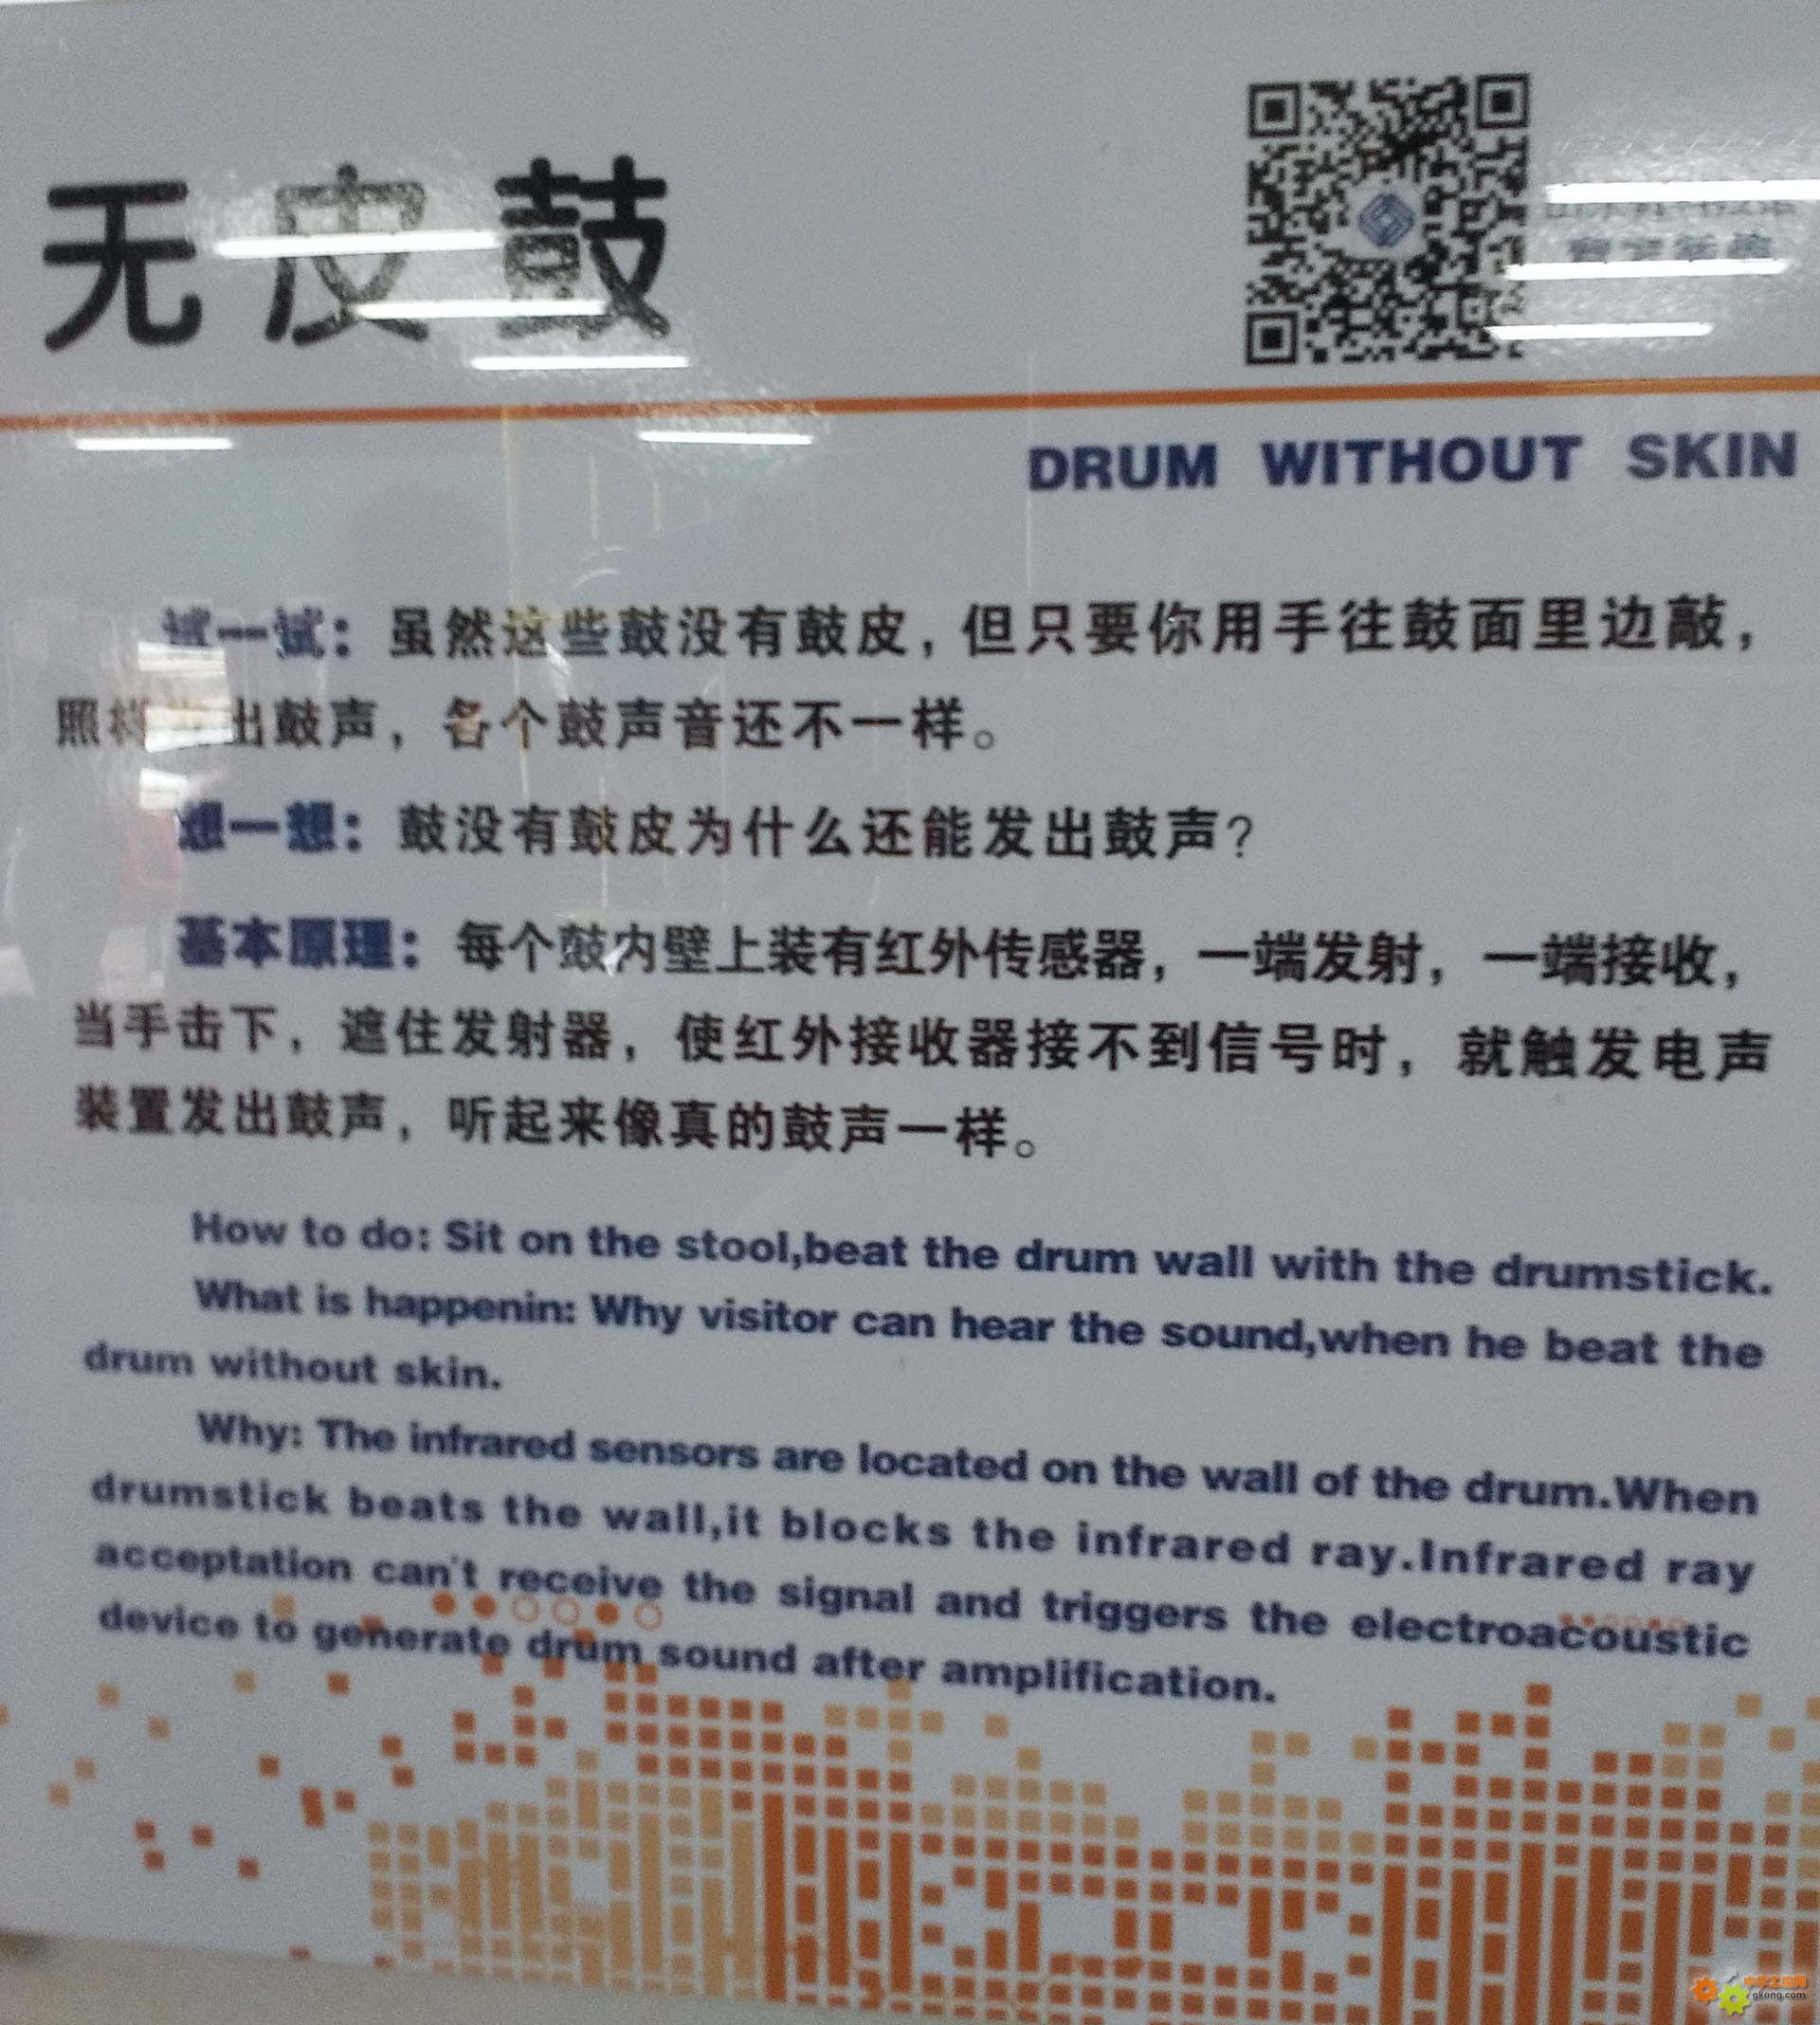 无皮鼓
DRUM WITHOUT SKIN
试一试：虽然这些鼓没有鼓皮，但只要你用手往鼓面里边敲，
照样出鼓声，各个鼓声音还不一样。
想一想：鼓没有鼓皮为什么还能发出鼓声？
基本原理：每个鼓内壁上装有红外传感器，一端发射，一端接收，
当手击下，遮住发射器，使红外接收器接不到信号时，就触发电声
装置发出鼓声，听起来像真的鼓声一样。
How to do: Sit on the stool,beat the drum wall with the drumstick.
What is happenin: Why visitor can hear the sound,when he beat the
drum without skin.
Why: The infrared sensors are located on the wall of the drum.When
drumstick beats the wall,it blocks the infrared ray.Infrared ray
acceptation can't receive the signal and triggers the electroacoustic
device to generate drum sound after amplification.
中华工控网
gkong.com